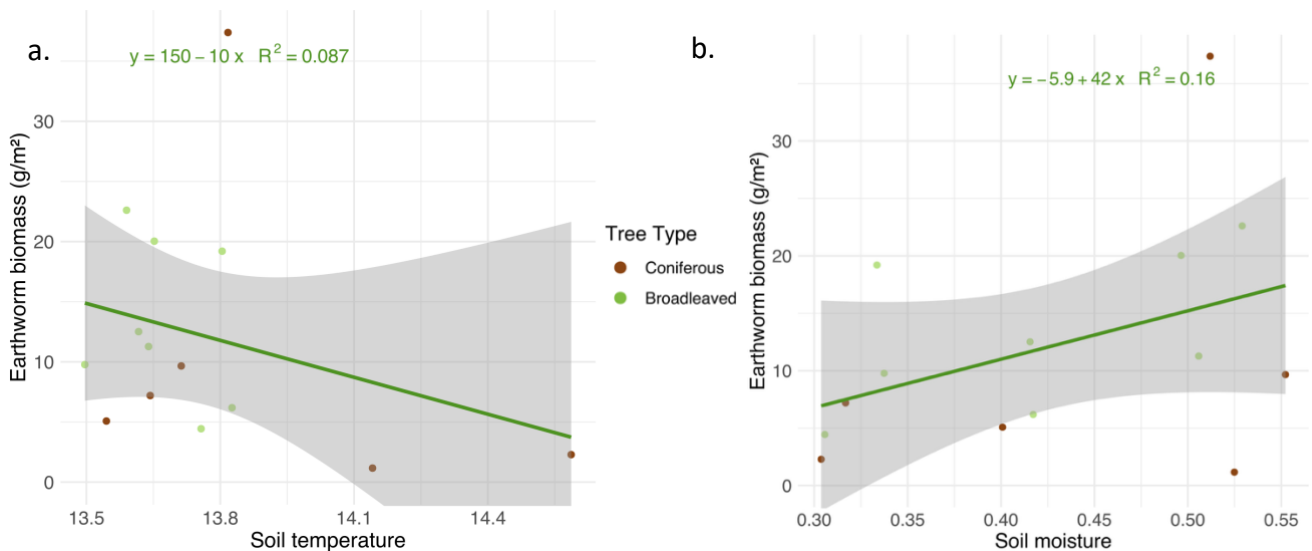 a.
y = 150 − 10 x R² = 0.087
Earthworm biomass (g/m²)
30
20
10
0
13.5 13.8 14.1 14.4
Soil temperature
Tree Type
Coniferous
Broadleaved
b.
y = −5.9 + 42 x R² = 0.16
Earthworm biomass (g/m²)
30
20
10
0
0.30 0.35 0.40 0.45 0.50 0.55
Soil moisture